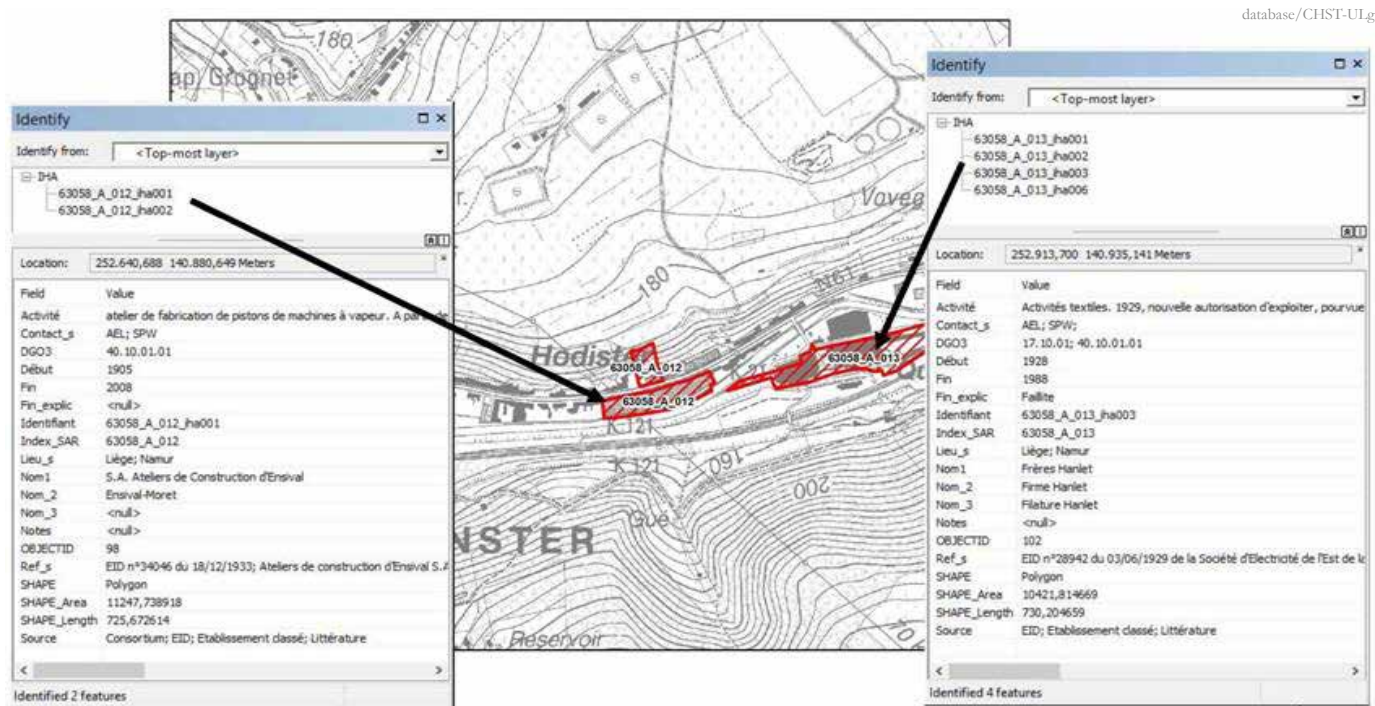 database/CHST-ULg
Identify
Identify from: <Top-most layer>
IHA
63058_A_012_iha001
63058_A_012_iha002
Location: 252.640,688 140.880,649 Meters
Field Value
Activité atelier de fabrication de pistons de machines à vapeur. A partir de
Contact_s AEL; SPW
DGO3 40.10.01.01
Début 1905
Fin 2008
Fin_explic <null>
Identifiant 63058_A_012_iha001
Index_SAR 63058_A_012
Lieu_s Liège; Namur
Nom1 S.A. Ateliers de Construction d'Ensival
Nom_2 Ensival-Moret
Nom_3 <null>
Notes <null>
OBJECTID 98
Ref_s EID n°34046 du 18/12/1933; Ateliers de construction d'Ensival S.A
SHAPE Polygon
SHAPE_Area 11247,738918
SHAPE_Length 725,672614
Source Consortium; EID; Etablissement classé; Littérature
Identified 2 features
180
Grognet
180
Hodist
63058_A_012
63058_A_012
63058_A_013
N61
K 121
K 121
160
200
Gué
NSTER
Reservoir
Identify
Identify from: <Top-most layer>
IHA
63058_A_013_iha001
63058_A_013_iha002
63058_A_013_iha003
63058_A_013_iha006
Location: 252.913,700 140.935,141 Meters
Field Value
Activité Activités textiles. 1929, nouvelle autorisation d'exploiter, pourvue
Contact_s AEL; SPW;
DGO3 17.10.01; 40.10.01.01
Début 1928
Fin 1988
Fin_explic Faillite
Identifiant 63058_A_013_iha003
Index_SAR 63058_A_013
Lieu_s Liège; Namur
Nom1 Frères Hanlet
Nom_2 Firme Hanlet
Nom_3 Filature Hanlet
Notes <null>
OBJECTID 102
Ref_s EID n°28942 du 03/06/1929 de la Société d'Electricité de l'Est de la
SHAPE Polygon
SHAPE_Area 10421,814669
SHAPE_Length 730,204659
Source EID; Etablissement classé; Littérature
Identified 4 features